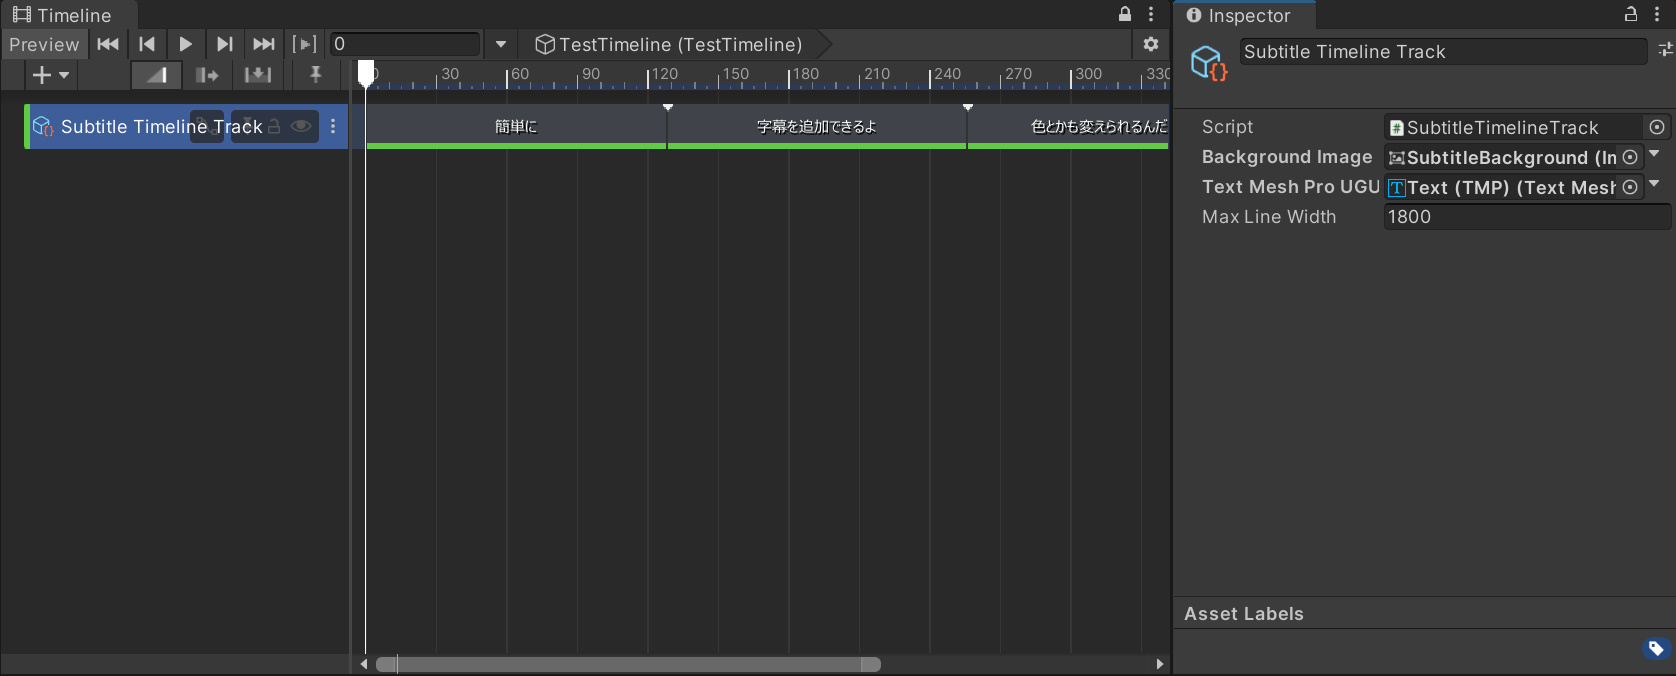 Timeline
Preview
0
TestTimeline (TestTimeline)
30 60 90 120 150 180 210 240 270 300 330
Subtitle Timeline Track
簡単に
字幕を追加できるよ
色とかも変えられるんだ
Inspector
Subtitle Timeline Track
Script
SubtitleTimelineTrack
Background Image
SubtitleBackground (Im
Text Mesh Pro UGU
Text (TMP) (Text Mesh
Max Line Width
1800
Asset Labels